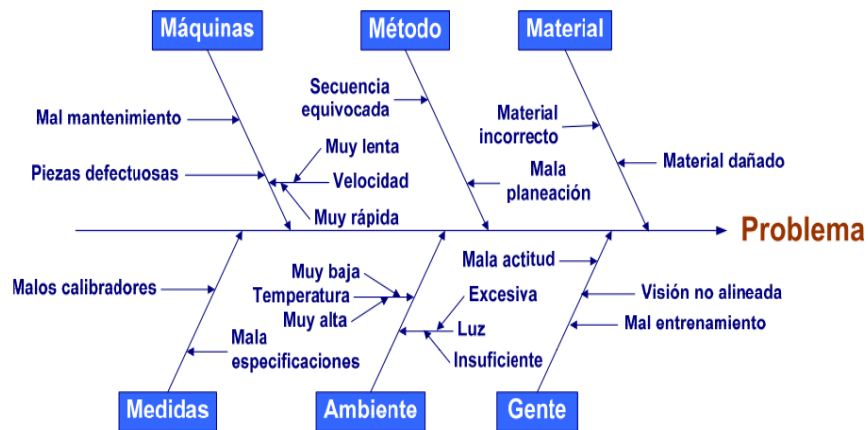 Máquinas
Método
Material
Secuencia
equivocada
Mal mantenimiento
Material
incorrecto
Muy lenta
Piezas defectuosas
Velocidad
Mala
planeación
Material dañado
Muy rápida
Problema
Mala actitud
Muy baja
Malos calibradores
Temperatura
Excesiva
Visión no alineada
Muy alta
Luz
Mal entrenamiento
Mala
especificaciones
Insuficiente
Medidas
Ambiente
Gente